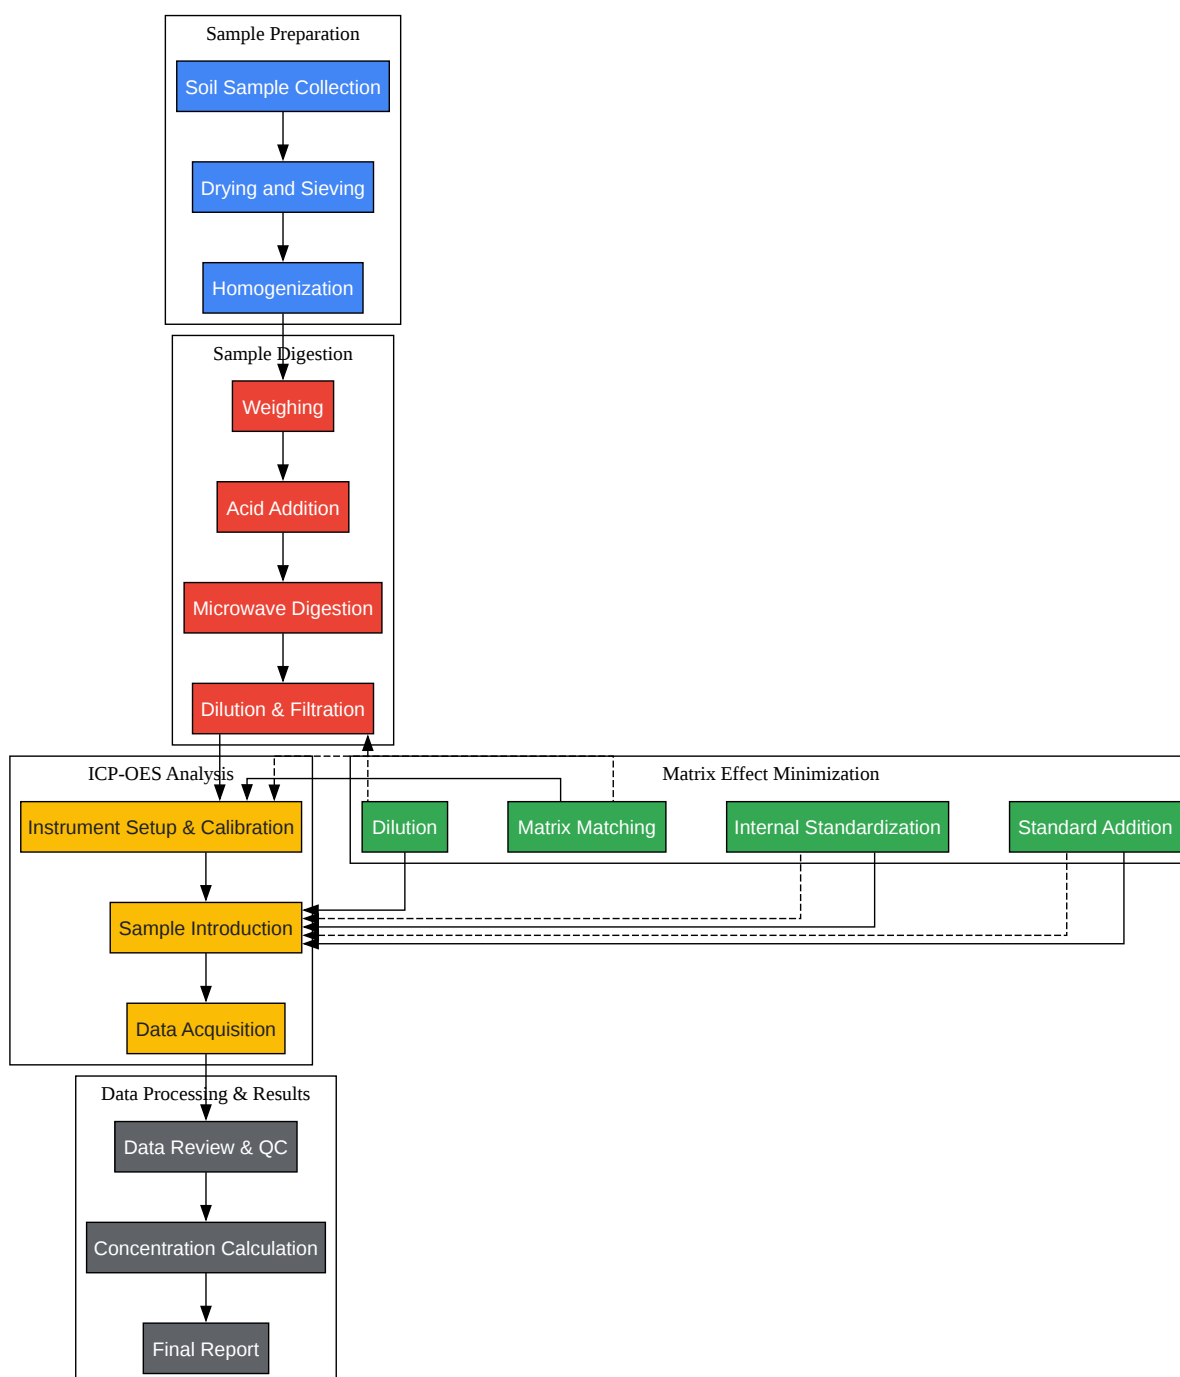 Sample Preparation
Soil Sample Collection
Drying and Sieving
Homogenization
Sample Digestion
Weighing
Acid Addition
Microwave Digestion
Dilution & Filtration
ICP-OES Analysis
Matrix Effect Minimization
Instrument Setup & Calibration
Dilution
Matrix Matching
Internal Standardization
Standard Addition
Sample Introduction
Data Acquisition
Data Processing & Results
Data Review & QC
Concentration Calculation
Final Report